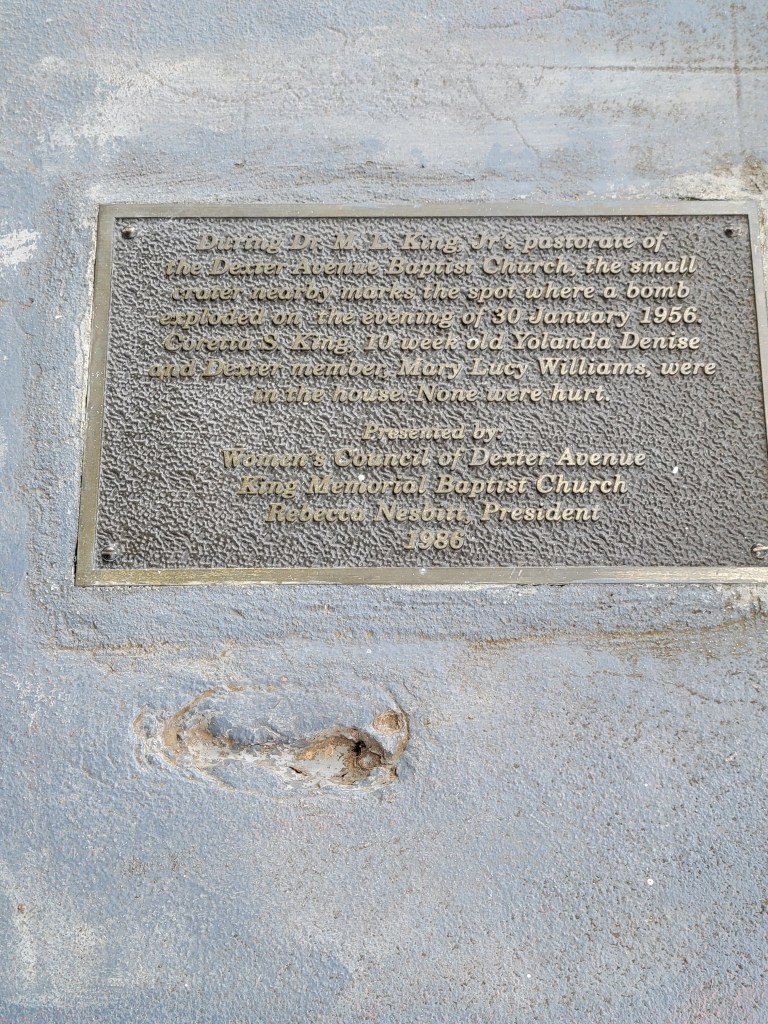 During Dr. M. L. King, Jr's pastorate of
the Dexter Avenue Baptist Church, the small
crater nearby marks the spot where a bomb
exploded on the evening of 30 January 1956.
Coretta S. King, 10 week old Yolanda Denise
and Dexter member, Mary Lucy Williams, were
in the house. None were hurt.
Presented by:
Women's Council of Dexter Avenue
King Memorial Baptist Church
Rebecca Nesbitt, President
1986